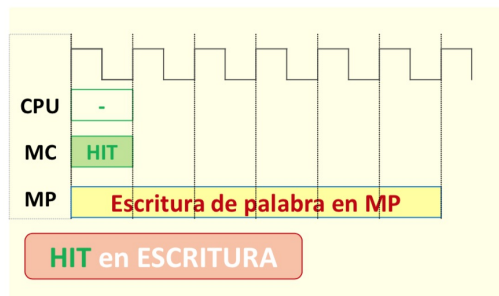 CPU -
MC HIT
MP Escritura de palabra en MP
HIT en ESCRITURA